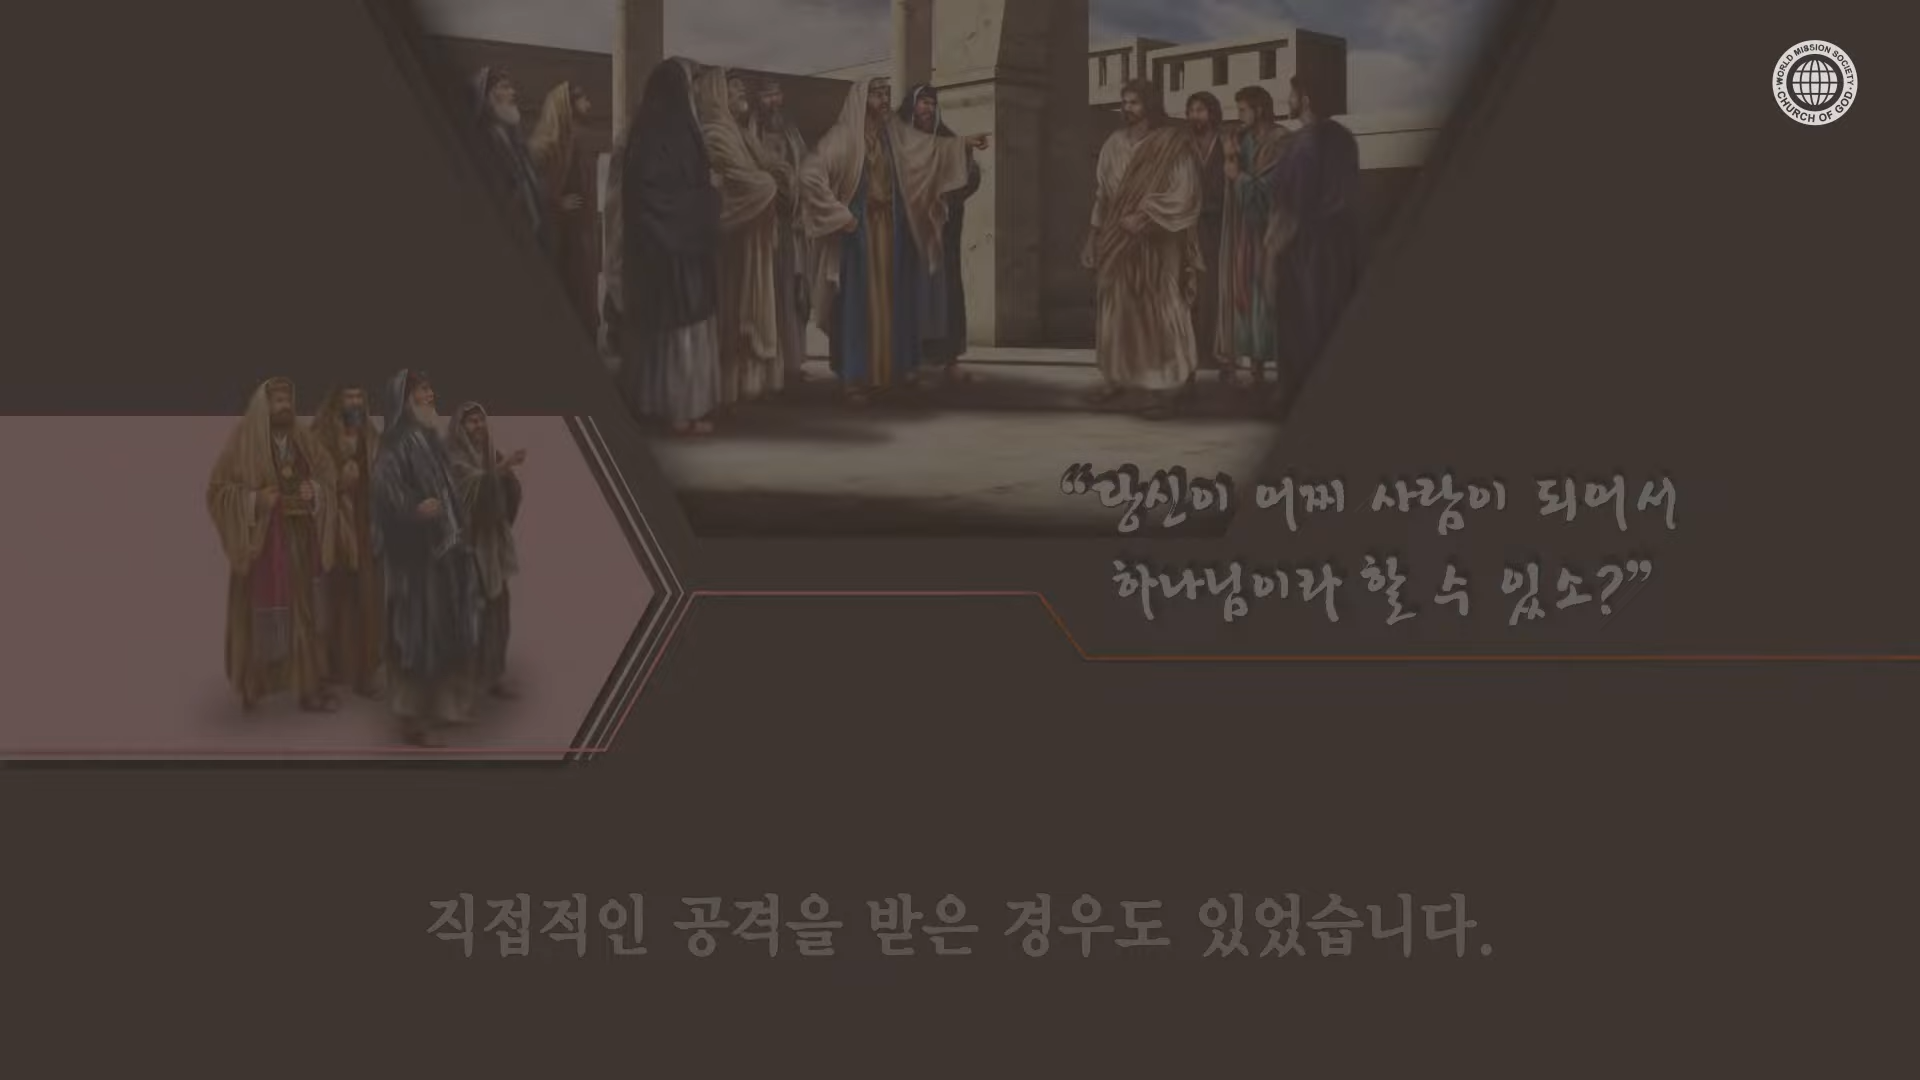 WORLD MISSION SOCIETY
CHURCH OF GOD
“당신이 어찌 사람이 되어서
하나님이라 할 수 있소?”
직접적인 공격을 받은 경우도 있었습니다.